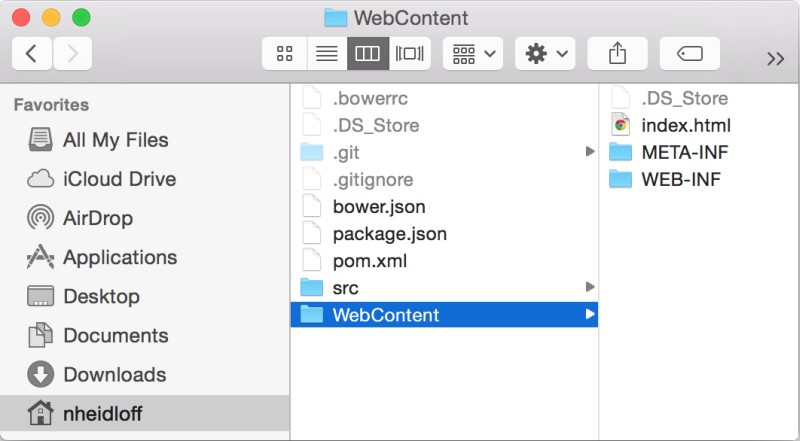 WebContent
Favorites
All My Files
iCloud Drive
AirDrop
Applications
Desktop
Documents
Downloads
nheidloff
.bowerrc
.DS_Store
.git
.gitignore
bower.json
package.json
pom.xml
src
WebContent
.DS_Store
index.html
META-INF
WEB-INF